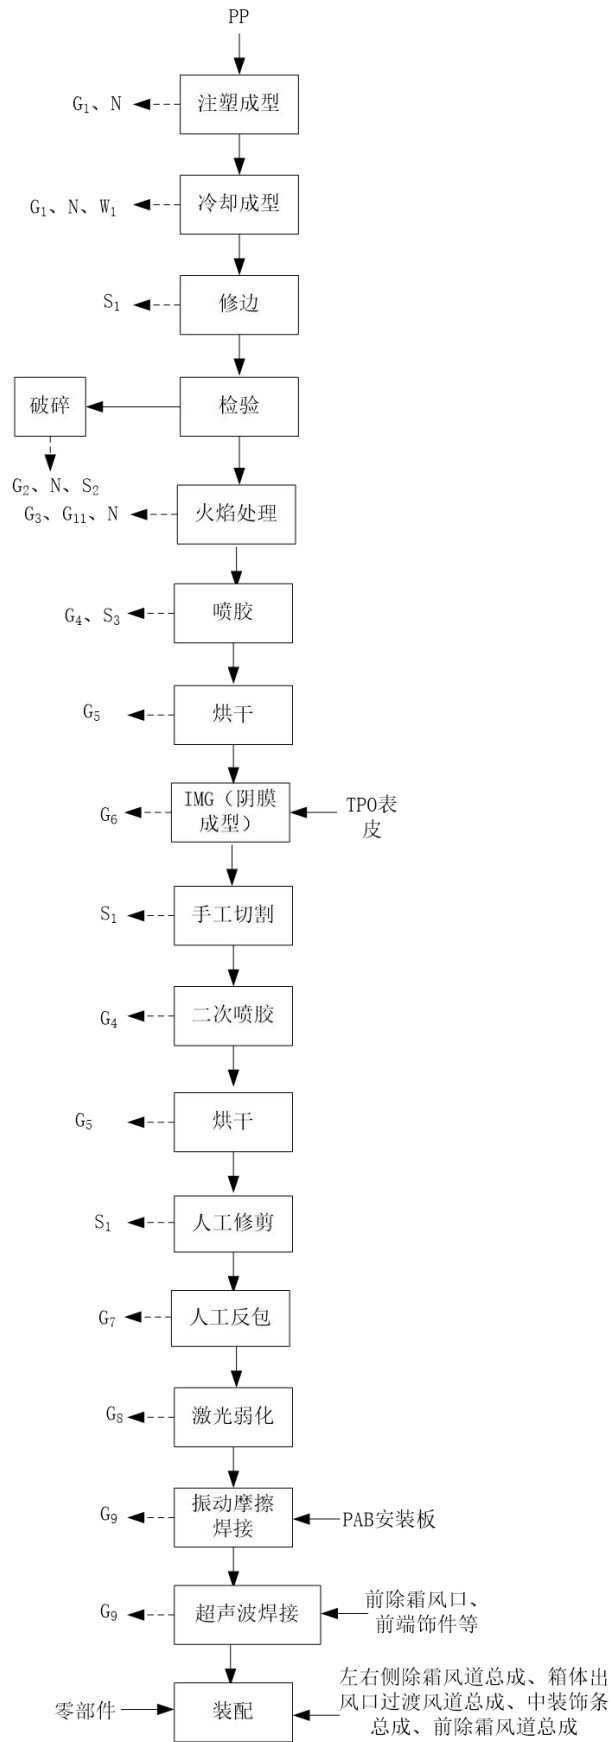 PP
G₁、N
注塑成型
G₁、N、W₁
冷却成型
S₁
修边
破碎
检验
G₂、N、S₂
G₃、G₁₁、N
火焰处理
G₄、S₃
喷胶
G₅
烘干
G₆
IMG（阴膜
成型）
TPO表
皮
S₁
手工切割
G₄
二次喷胶
G₅
烘干
S₁
人工修剪
G₇
人工反包
G₈
激光弱化
G₉
振动摩擦
焊接
PAB安装板
G₉
超声波焊接
前除霜风口、
前端饰件等
零部件
装配
左右侧除霜风道总成、箱体出
风口过渡风道总成、中装饰条
总成、前除霜风道总成